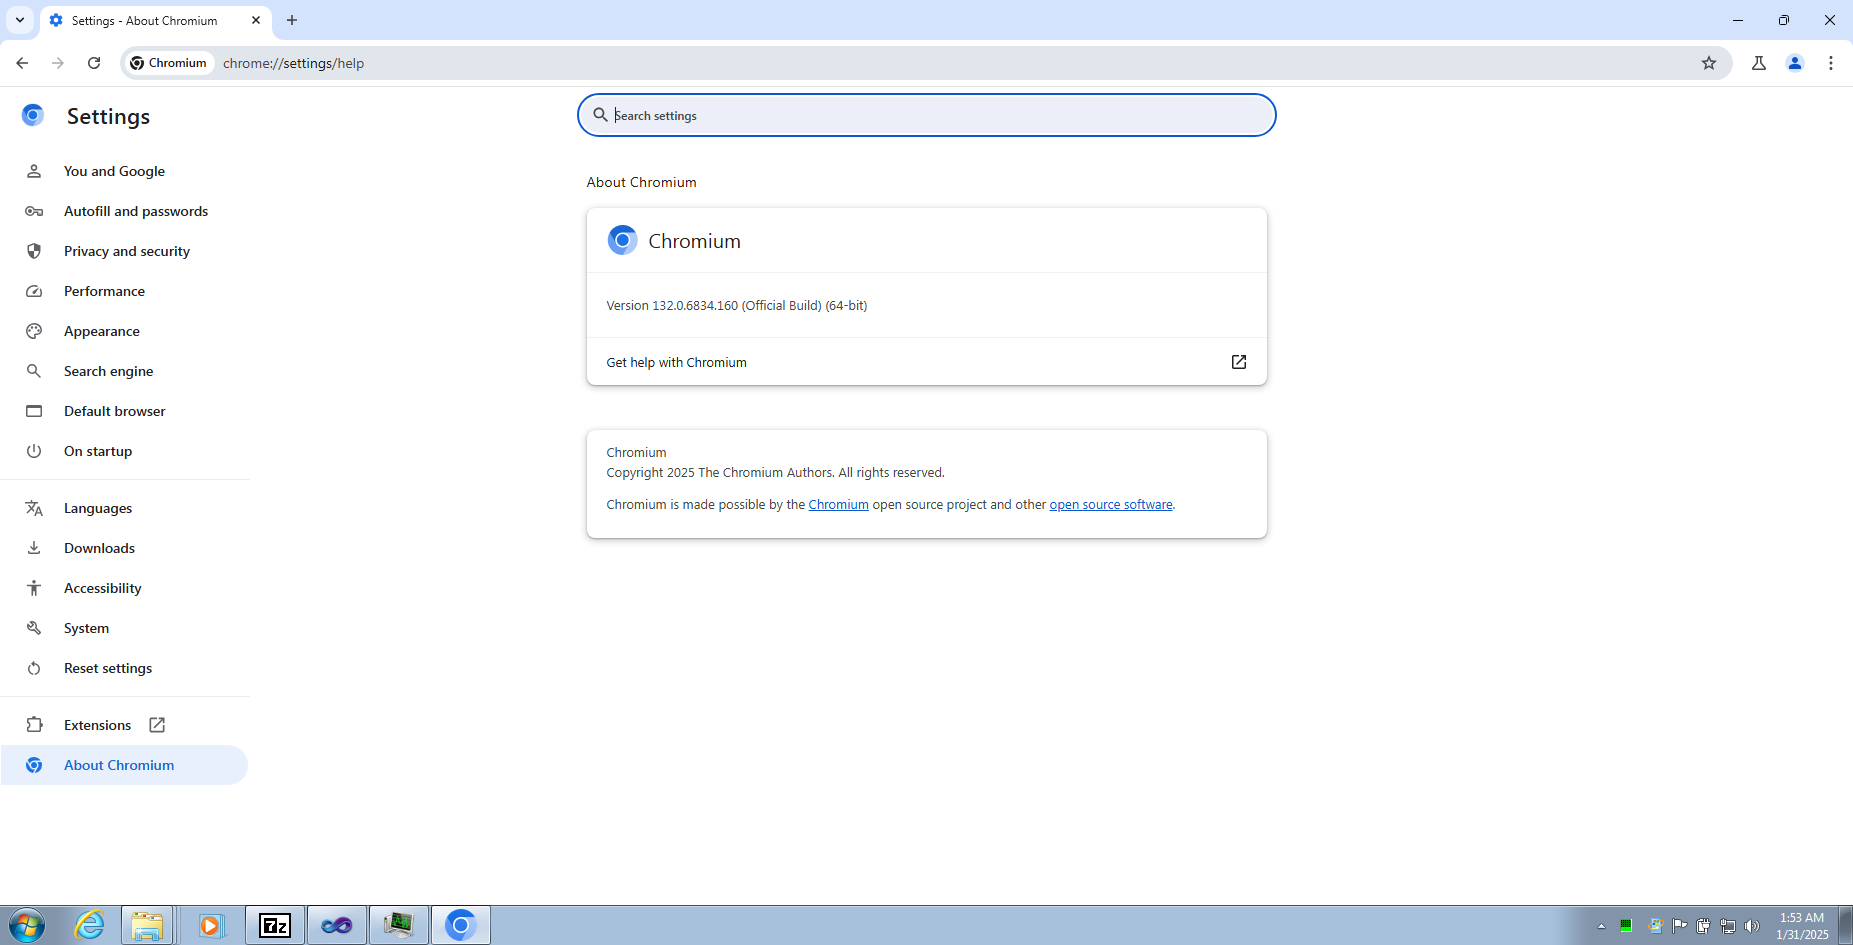 Settings - About Chromium
Chromium
chrome://settings/help
Settings
Search settings
You and Google
Autofill and passwords
Privacy and security
Performance
Appearance
Search engine
Default browser
On startup
Languages
Downloads
Accessibility
System
Reset settings
Extensions
About Chromium
About Chromium
Chromium
Version 132.0.6834.160 (Official Build) (64-bit)
Get help with Chromium
Chromium
Copyright 2025 The Chromium Authors. All rights reserved.
Chromium is made possible by the Chromium open source project and other open source software.
7z
1:53 AM
1/31/2025